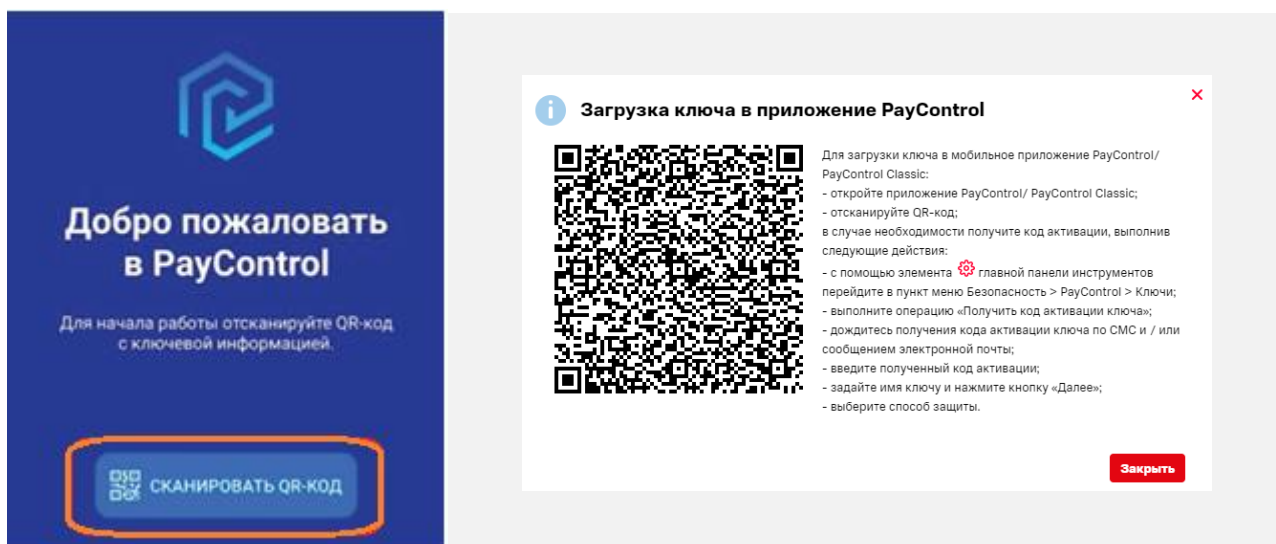 Добро пожаловать
в PayControl
Для начала работы отсканируйте QR-код
с ключевой информацией.
СКАНИРОВАТЬ QR-КОД
Загрузка ключа в приложение PayControl
Для загрузки ключа в мобильное приложение PayControl/
PayControl Classic:
- откройте приложение PayControl/ PayControl Classic;
- отсканируйте QR-код;
в случае необходимости получите код активации, выполнив
следующие действия:
- с помощью элемента главной панели инструментов
перейдите в пункт меню Безопасность > PayControl > Ключи;
- выполните операцию «Получить код активации ключа»;
- дождитесь получения кода активации ключа по СМС и / или
сообщением электронной почты;
- введите полученный код активации;
- задайте имя ключу и нажмите кнопку «Далее»;
- выберите способ защиты.
Закрыть